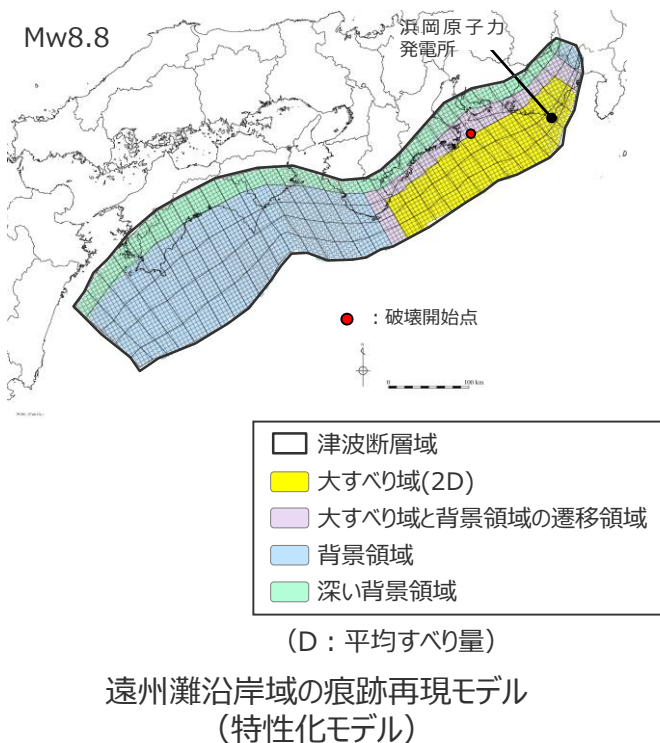 Mw8.8
浜岡原子力
発電所
：破壊開始点
0 100 km
津波断層域
大すべり域(2D)
大すべり域と背景領域の遷移領域
背景領域
深い背景領域
（D：平均すべり量）
遠州灘沿岸域の痕跡再現モデル
（特性化モデル）